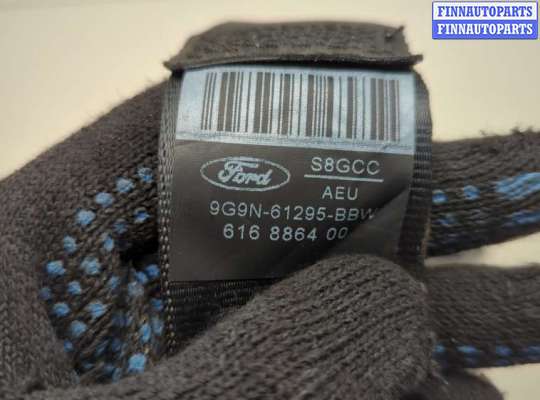 FINNAUTOPARTS
FINNAUTOPARTS
Ford
S8GCC
AEU
9G9N-61295-BBW
616 8864 00